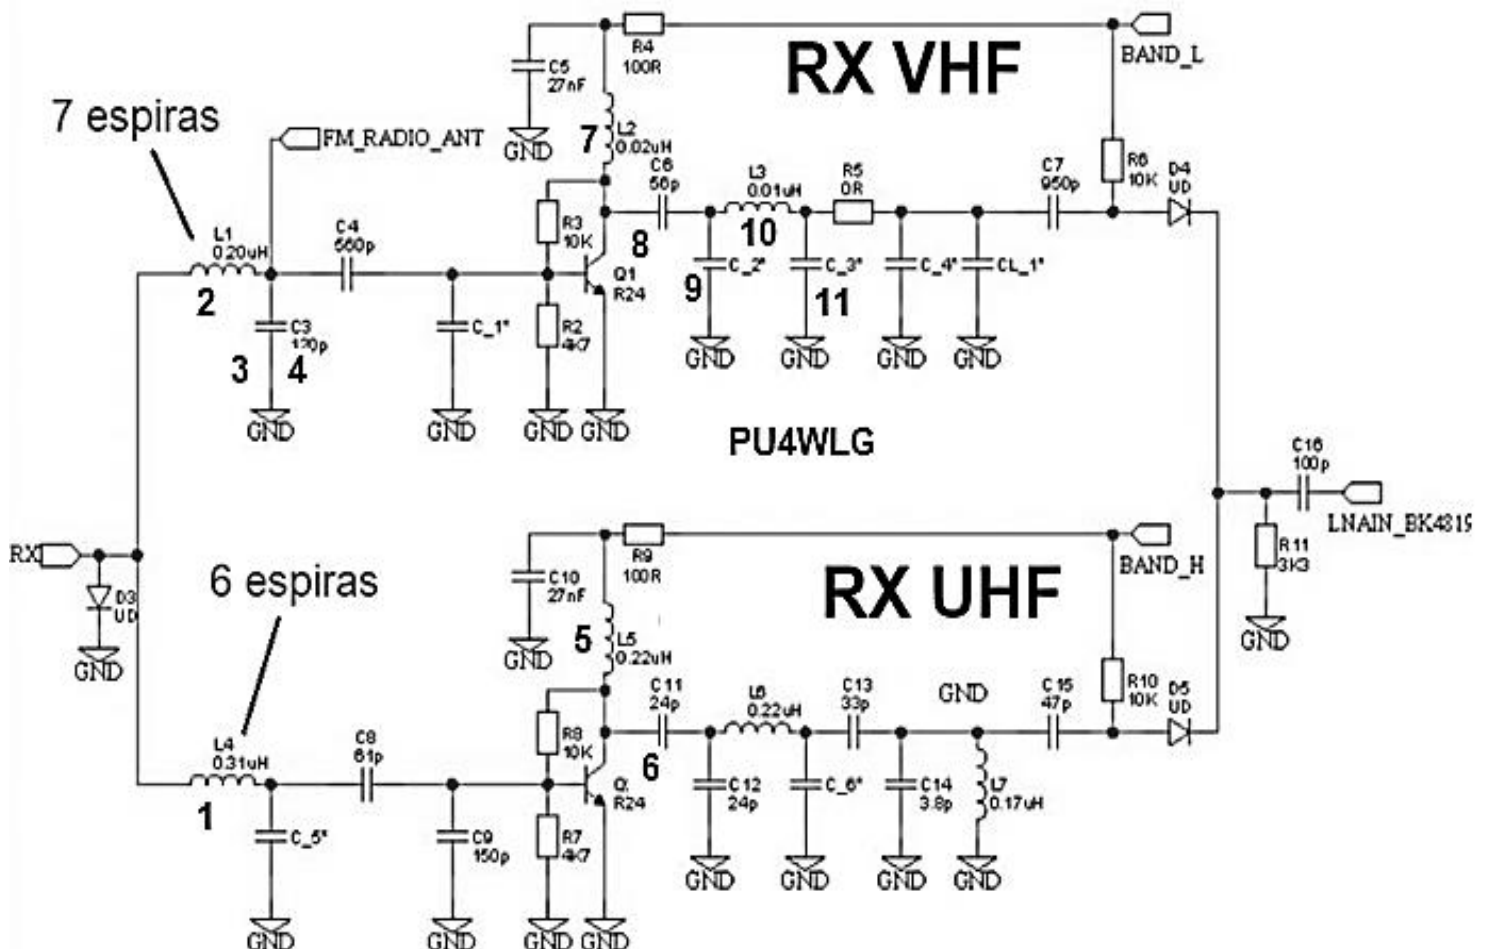 R4
100R
BAND_L
RX VHF
C5
27nF
7 espiras
FM_RADIO_ANT
GND
7
L2
0.02uH
C6
56p
L3
0.01uH
R5
0R
C7
950p
R6
10K
D4
UD
R3
10K
8
10
L1
0.20uH
C4
560p
2
Q1
R24
C_2*
C_3*
C_4*
CL_1*
9
11
C3
120p
3
4
C_1*
R2
4K7
GND
GND
GND
GND
GND
GND
GND
GND
PU4WLG
C16
100p
LNAIN_BK4819
R11
3K3
GND
RX
D3
UD
GND
R9
100R
BAND_H
RX UHF
C10
27nF
6 espiras
GND
5
L5
0.22uH
C11
24p
L6
0.22uH
C13
33p
GND
C15
47p
R10
10K
D5
UD
R8
10K
6
L4
0.31uH
C8
61p
1
Q
R24
C12
24p
C_6*
C14
3.8p
L7
0.17uH
C_5*
C9
150p
R7
4K7
GND
GND
GND
GND
GND
GND
GND
GND